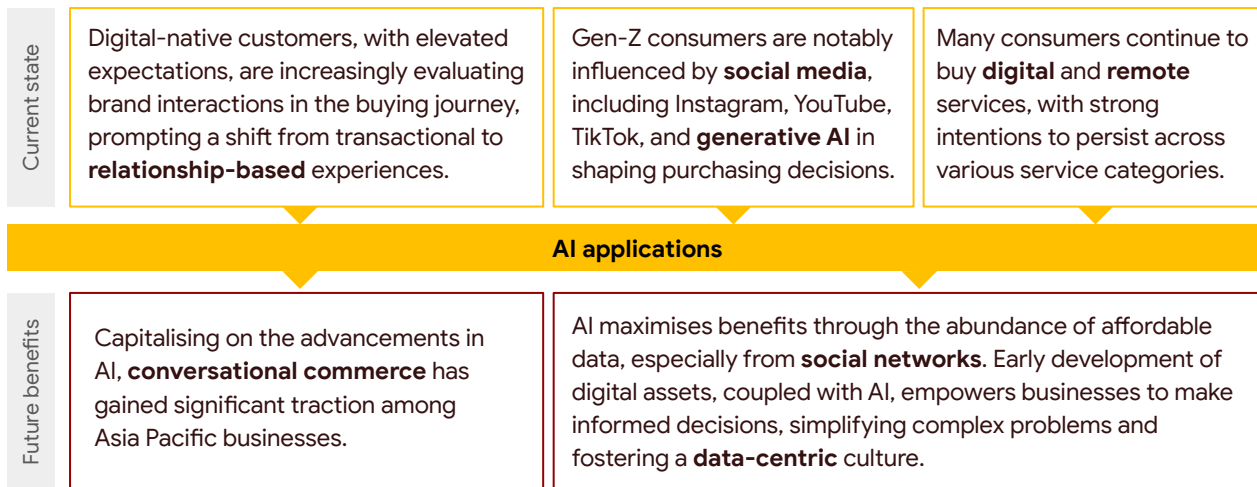 Current state
Digital-native customers, with elevated
expectations, are increasingly evaluating
brand interactions in the buying journey,
prompting a shift from transactional to
relationship-based experiences.
Gen-Z consumers are notably
influenced by social media,
including Instagram, YouTube,
TikTok, and generative AI in
shaping purchasing decisions.
Many consumers continue to
buy digital and remote
services, with strong
intentions to persist across
various service categories.
AI applications
Future benefits
Capitalising on the advancements in
AI, conversational commerce has
gained significant traction among
Asia Pacific businesses.
AI maximises benefits through the abundance of affordable
data, especially from social networks. Early development of
digital assets, coupled with AI, empowers businesses to make
informed decisions, simplifying complex problems and
fostering a data-centric culture.